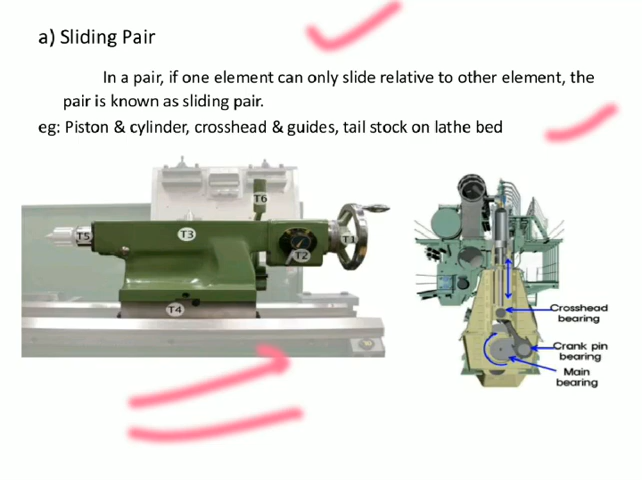 a) Sliding Pair
In a pair, if one element can only slide relative to other element, the
pair is known as sliding pair.
eg: Piston & cylinder, crosshead & guides, tail stock on lathe bed
T6
T5
T3
T1
T2
T4
Crosshead
bearing
Crank pin
bearing
Main
bearing